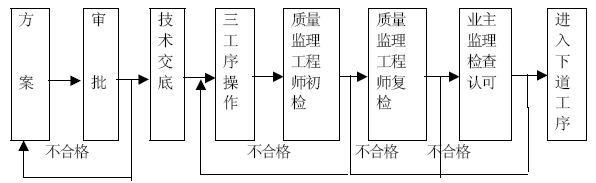 方案
审批
技术交底
三工序操作
质量监理工程师初检
质量监理工程师复检
业主监理检查认可
进入下道工序
不合格
不合格
不合格
不合格